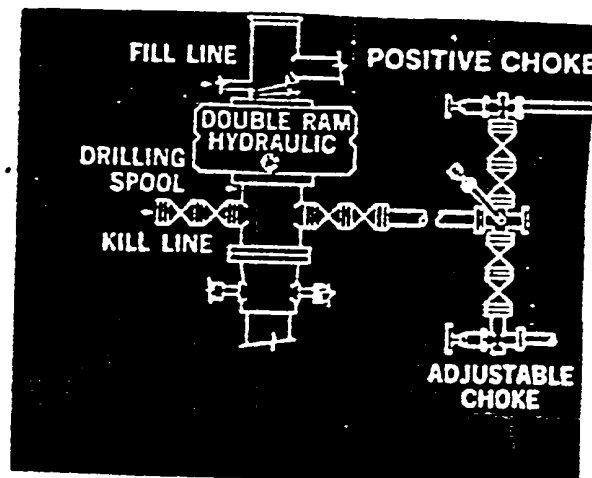 FILL LINE
POSITIVE CHOKE
DOUBLE RAM
HYDRAULIC
DRILLING
SPOOL
KILL LINE
ADJUSTABLE
CHOKE